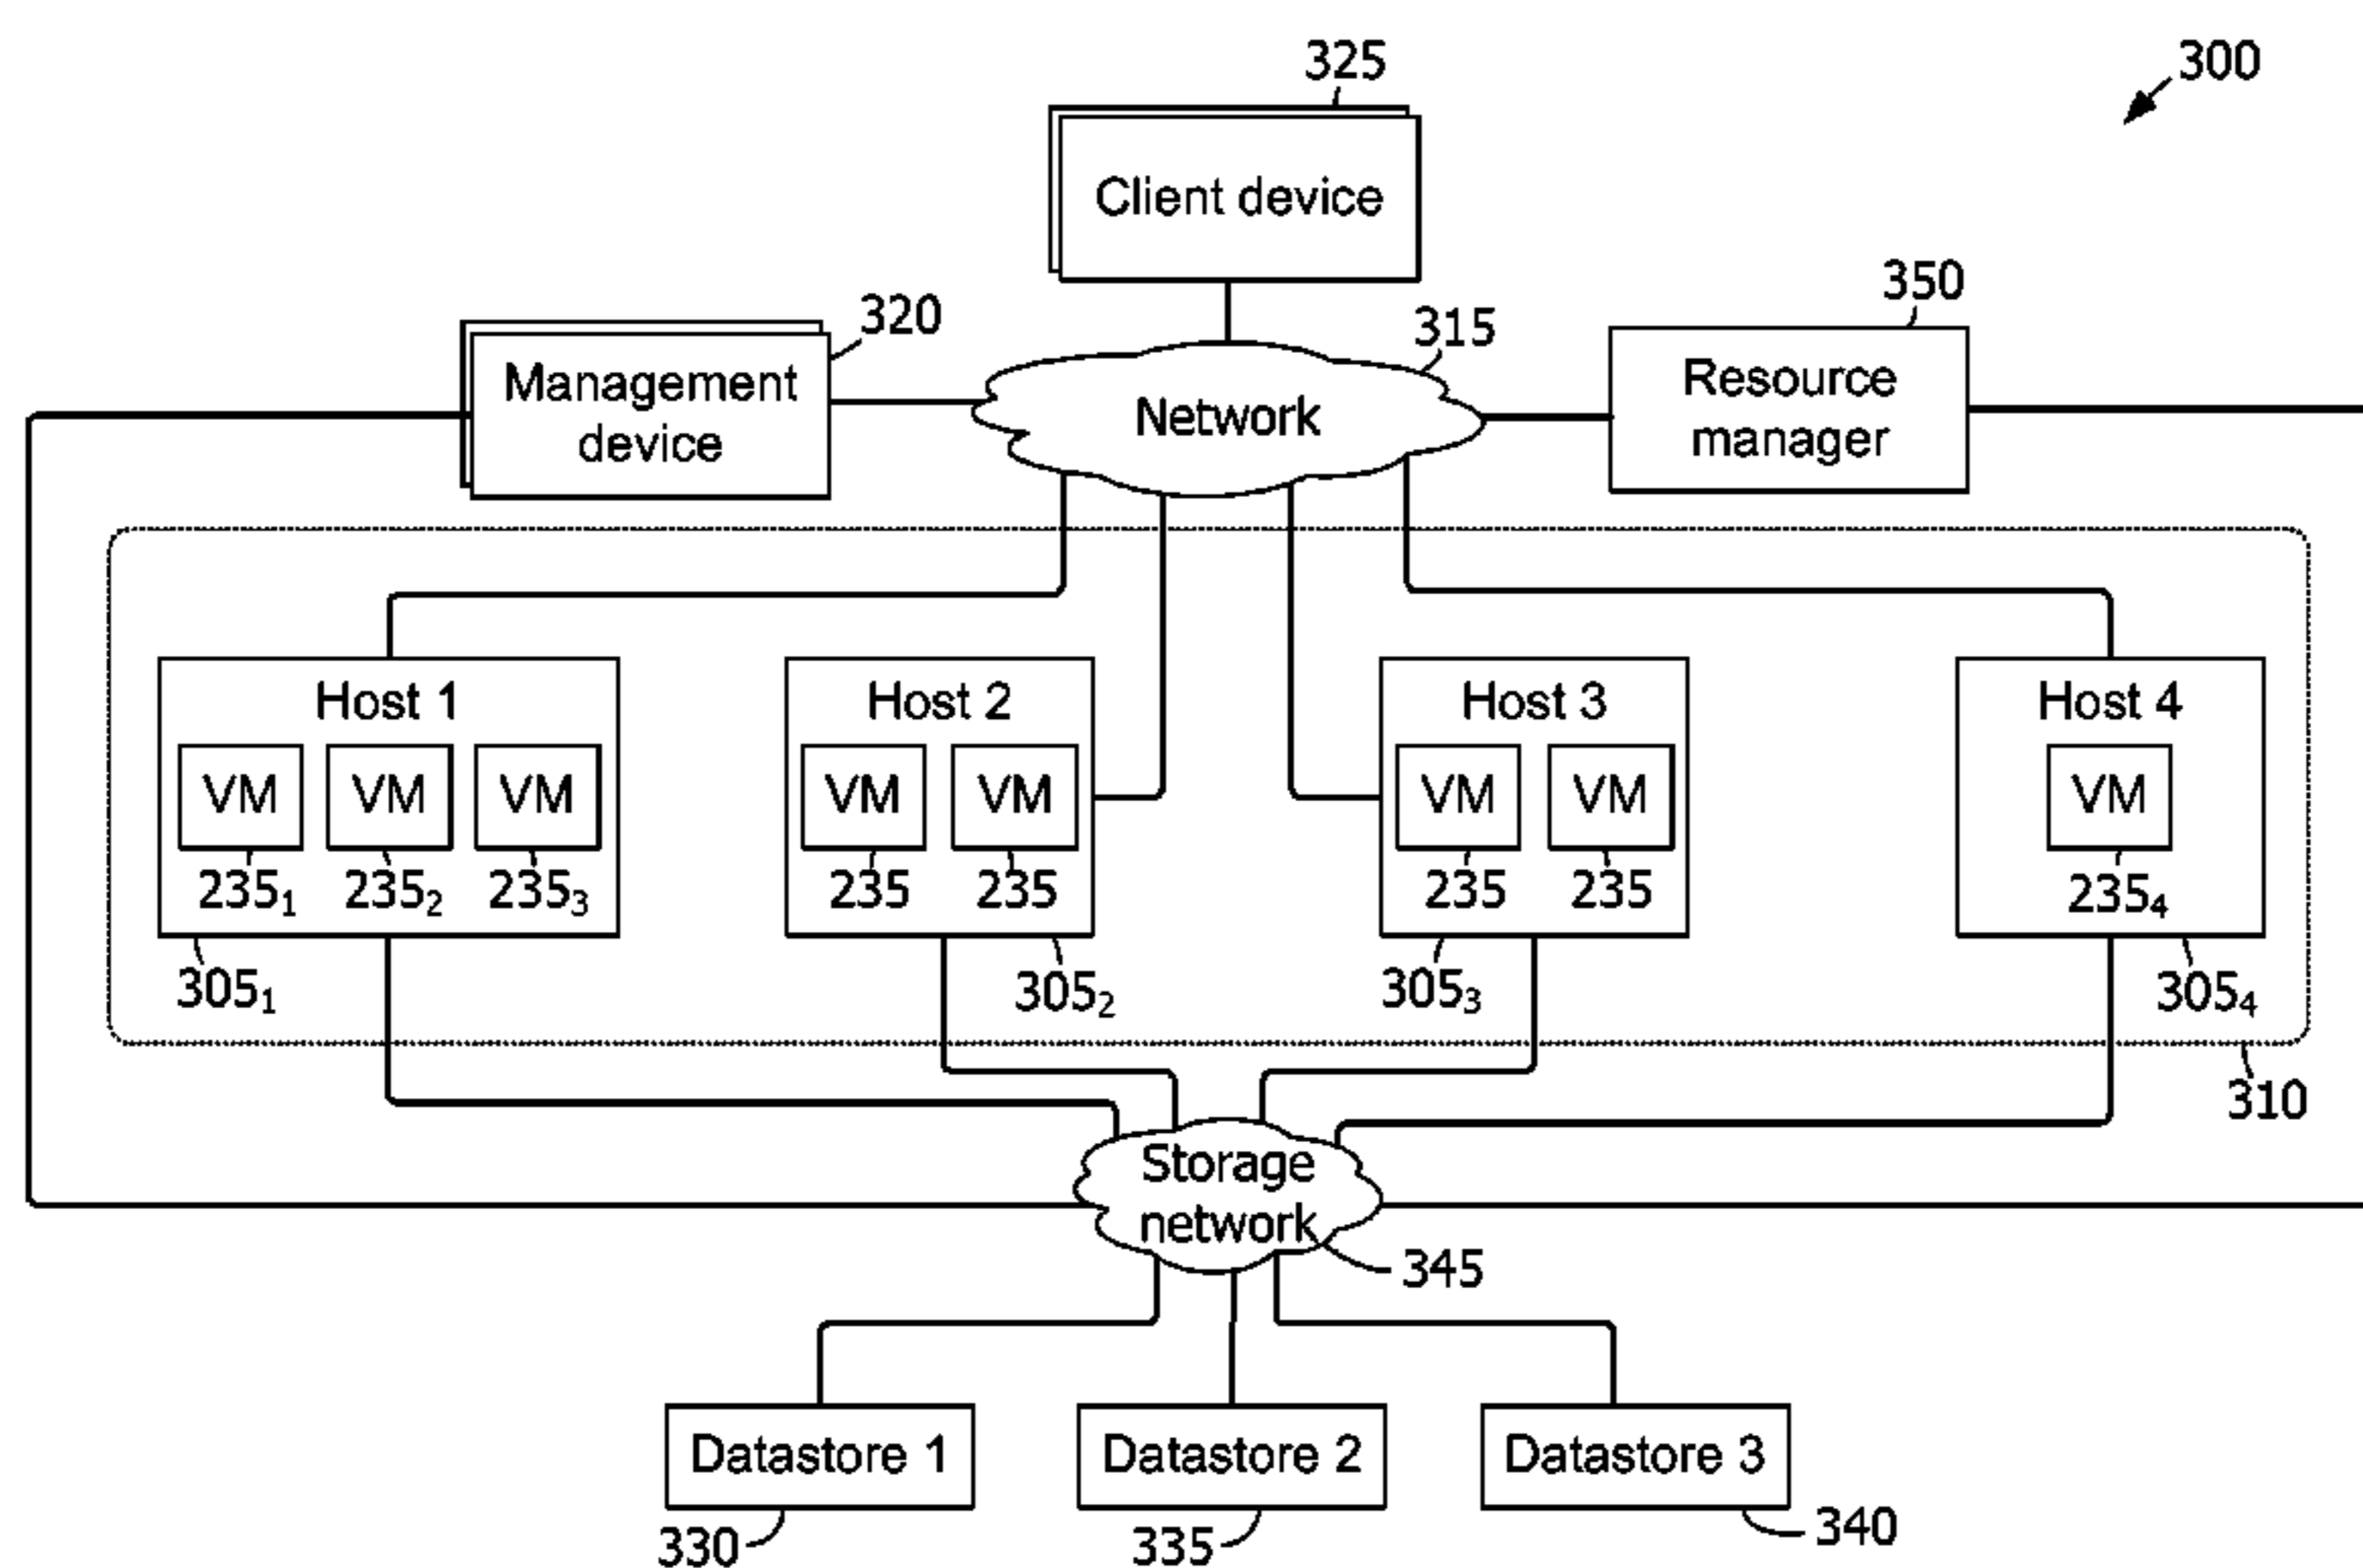 325
300
Client device
350
320
315
Management
device
Network
Resource
manager
Host 1
Host 2
Host 3
Host 4
VM VM VM
VM VM
VM VM
VM
235₁ 235₂ 235₃
235 235
235 235
235₄
305₁
305₂
305₃
305₄
310
Storage
network
345
Datastore 1
Datastore 2
Datastore 3
330
335
340